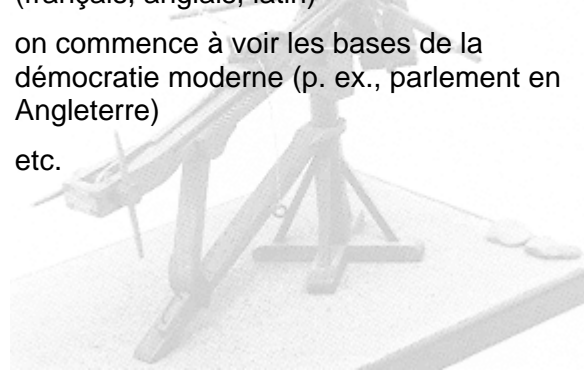 (français, anglais, latin)
on commence à voir les bases de la
démocratie moderne (p. ex., parlement en
Angleterre)
etc.